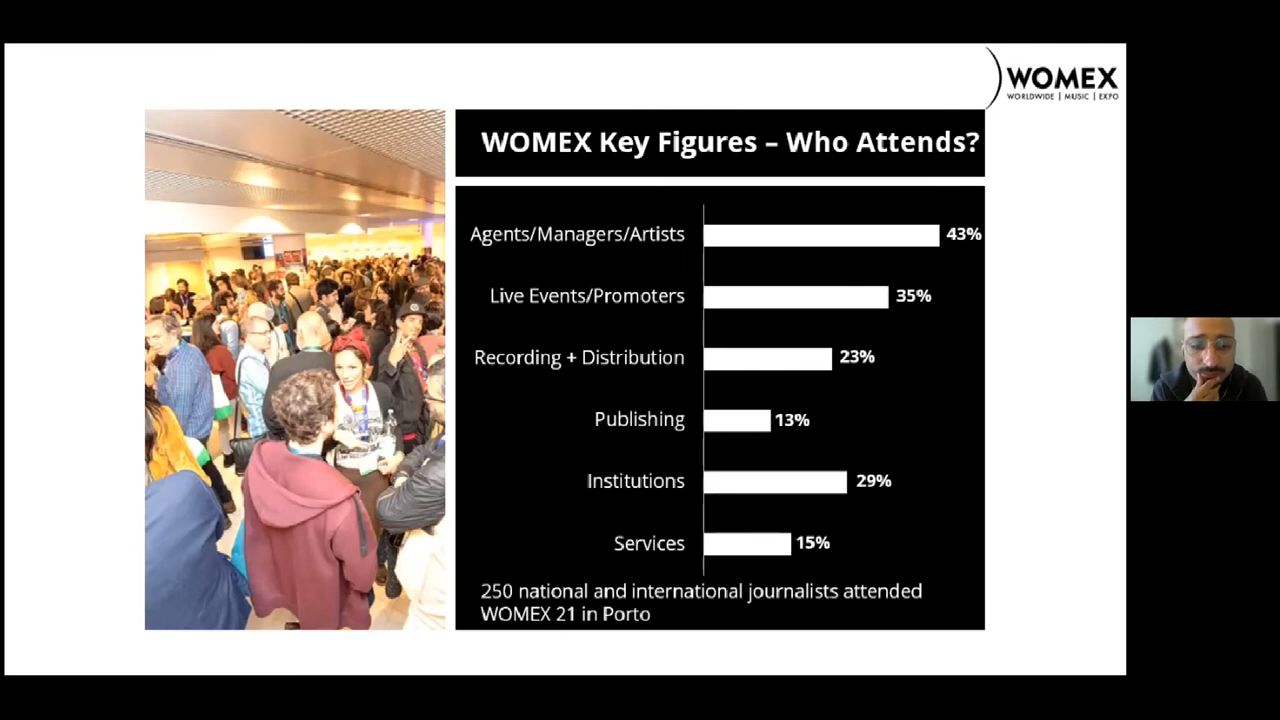 WOMEX
WORLDWIDE | MUSIC | EXPO
WOMEX Key Figures – Who Attends?
Agents/Managers/Artists 43%
Live Events/Promoters 35%
Recording + Distribution 23%
Publishing 13%
Institutions 29%
Services 15%
250 national and international journalists attended
WOMEX 21 in Porto